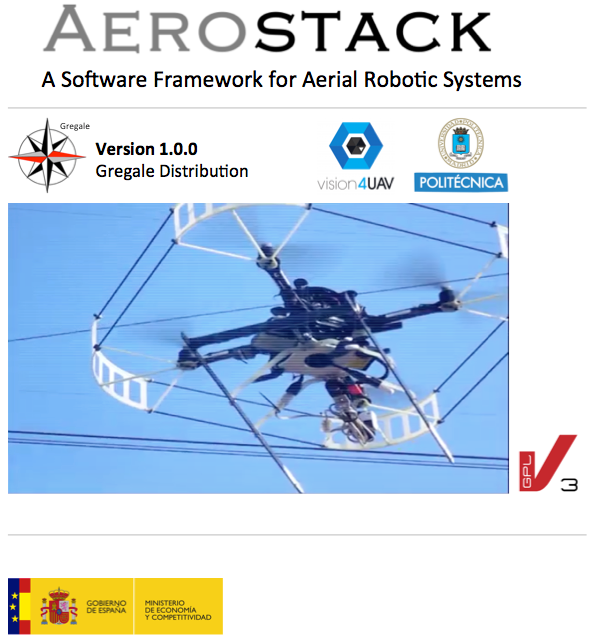 AEROSTACK
A Software Framework for Aerial Robotic Systems
Gregale
Version 1.0.0
Gregale Distribution
vision4UAV
POLITÉCNICA
GPL
V
3
GOBIERNO
DE ESPAÑA
MINISTERIO
DE ECONOMÍA
Y COMPETITIVIDAD